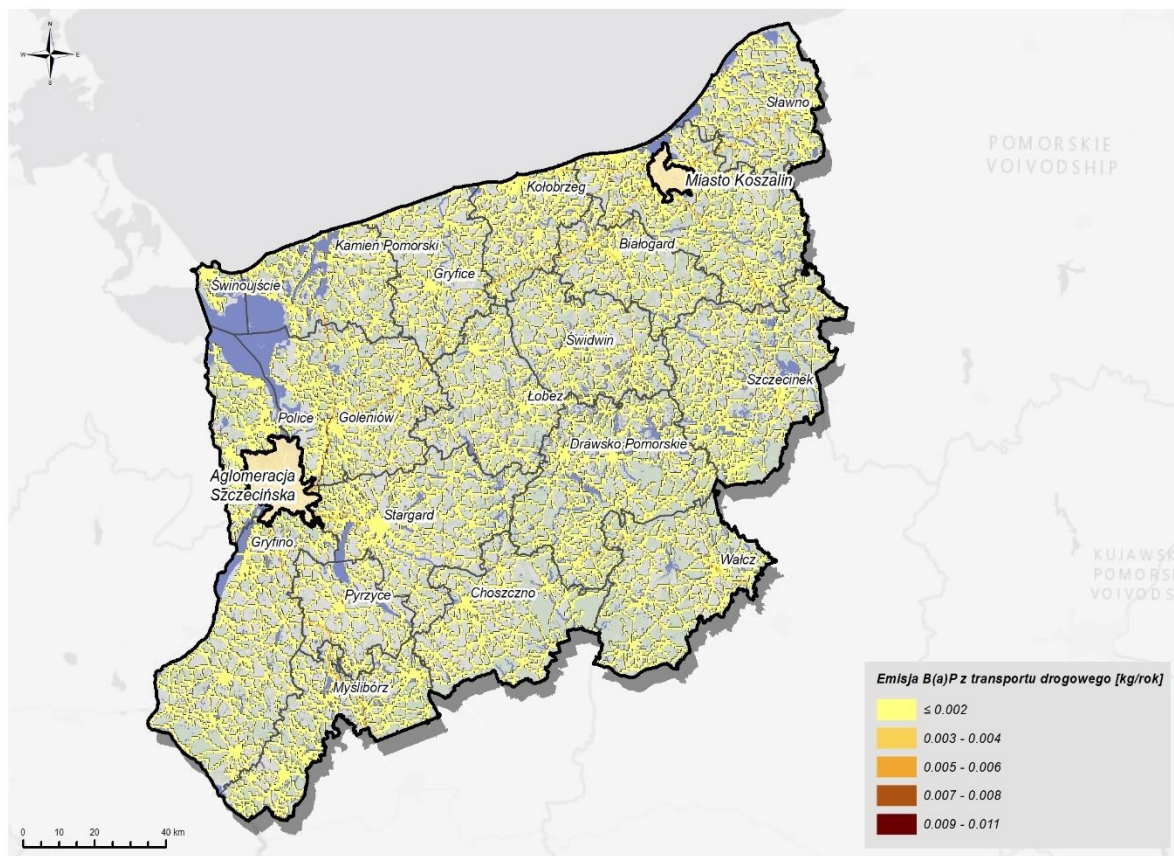 N
W E
S
Sławno
POMORSKIE
VOIVODSHIP
Miasto Koszalin
Kołobrzeg
Kamień Pomorski
Białogard
Gryfice
Świnoujście
Świdwin
Szczecinek
Łobez
Police
Goleniów
Drawsko Pomorskie
Aglomeracja
Szczecińska
Stargard
Gryfino
Wałcz
KUJAWSK
POMORS
VOIVODS
Pyrzyce
Choszczno
Myślibórz
Emisja B(a)P z transportu drogowego [kg/rok]
≤ 0.002
0.003 - 0.004
0.005 - 0.006
0.007 - 0.008
0.009 - 0.011
0 10 20 40 km